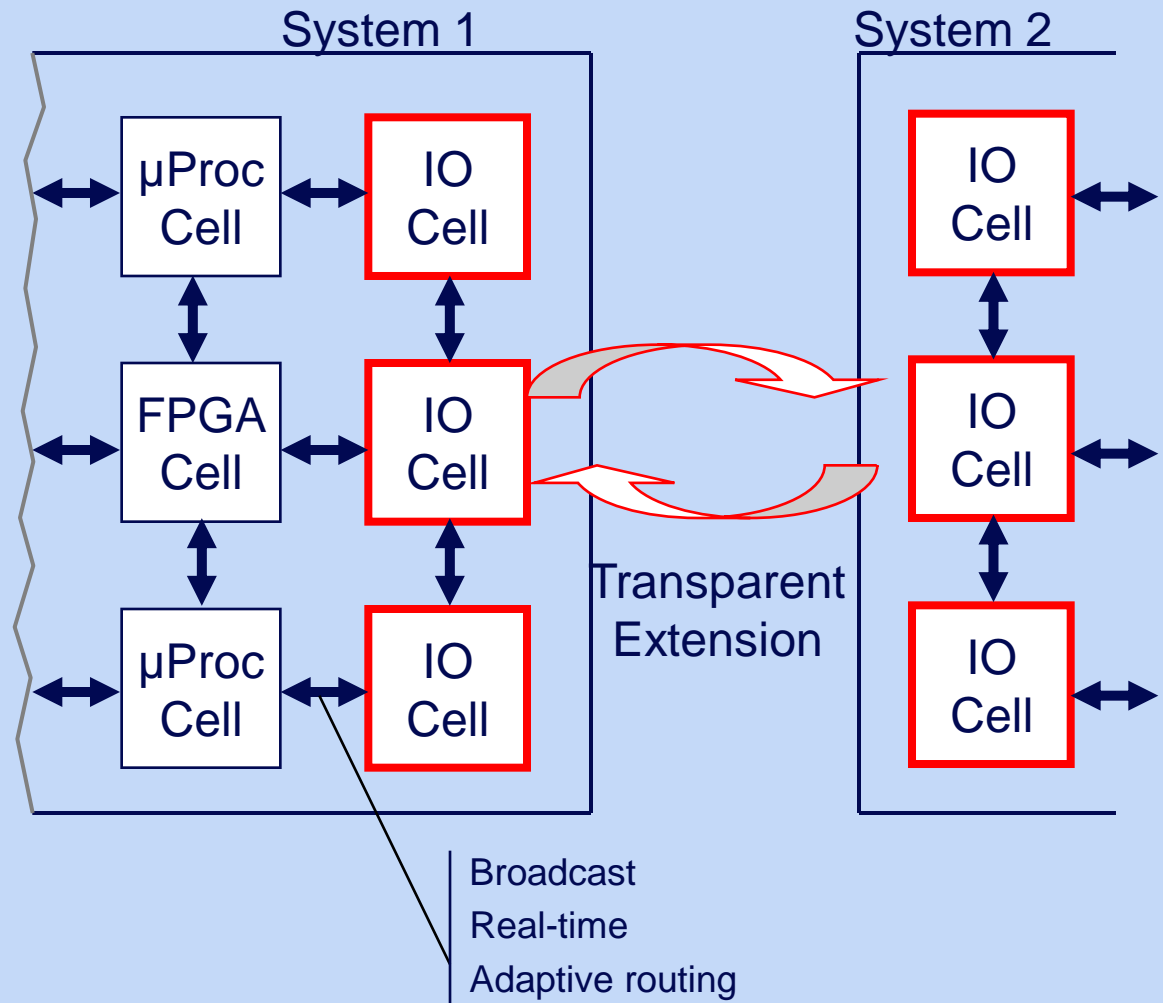 System 1
System 2
µProc
Cell
IO
Cell
IO
Cell
FPGA
Cell
IO
Cell
IO
Cell
Transparent
Extension
µProc
Cell
IO
Cell
IO
Cell
Broadcast
Real-time
Adaptive routing